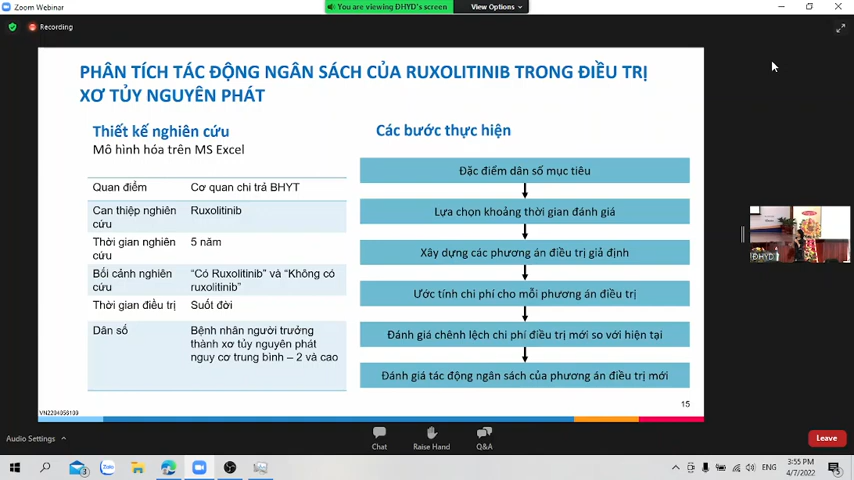 Zoom Webinar
You are viewing ĐHYD's screen
View Options
Recording
PHÂN TÍCH TÁC ĐỘNG NGÂN SÁCH CỦA RUXOLITINIB TRONG ĐIỀU TRỊ
XƠ TỦY NGUYÊN PHÁT
Thiết kế nghiên cứu
Mô hình hóa trên MS Excel
Quan điểm
Cơ quan chi trả BHYT
Can thiệp nghiên
cứu
Ruxolitinib
Thời gian nghiên
cứu
5 năm
Bối cảnh nghiên
cứu
“Có Ruxolitinib” và “Không có
ruxolitinib”
Thời gian điều trị
Suốt đời
Dân số
Bệnh nhân người trưởng
thành xơ tủy nguyên phát
nguy cơ trung bình – 2 và cao
Các bước thực hiện
Đặc điểm dân số mục tiêu
Lựa chọn khoảng thời gian đánh giá
Xây dựng các phương án điều trị giả định
Ước tính chi phí cho mỗi phương án điều trị
Đánh giá chênh lệch chi phí điều trị mới so với hiện tại
Đánh giá tác động ngân sách của phương án điều trị mới
15
VN2204056109
ĐHYD
Audio Settings
Chat
Raise Hand
Q&A
Leave
Zalo
ENG
3:55 PM
4/7/2022